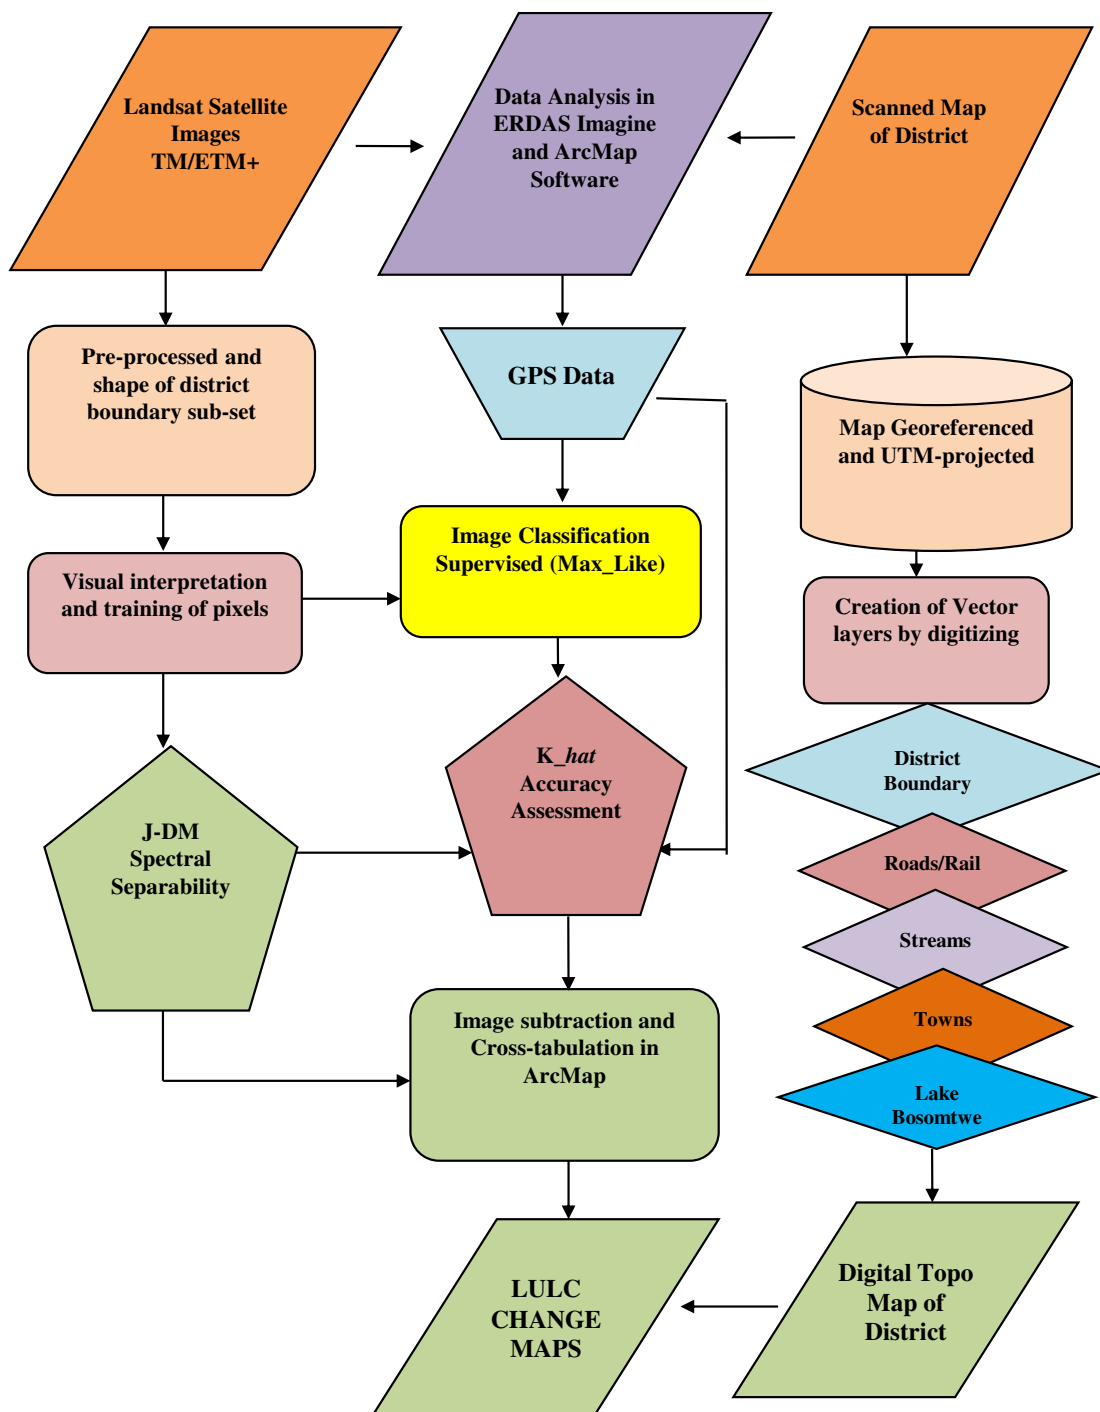 Landsat Satellite
Images
TM/ETM+
Data Analysis in
ERDAS Imagine
and ArcMap
Software
Scanned Map
of District
Pre-processed and
shape of district
boundary sub-set
GPS Data
Map Georeferenced
and UTM-projected
Visual interpretation
and training of pixels
Image Classification
Supervised (Max_Like)
Creation of Vector
layers by digitizing
J-DM
Spectral
Separability
K_hat
Accuracy
Assessment
District
Boundary
Roads/Rail
Streams
Towns
Lake
Bosomtwe
Image subtraction and
Cross-tabulation in
ArcMap
LULC
CHANGE
MAPS
Digital Topo
Map of
District